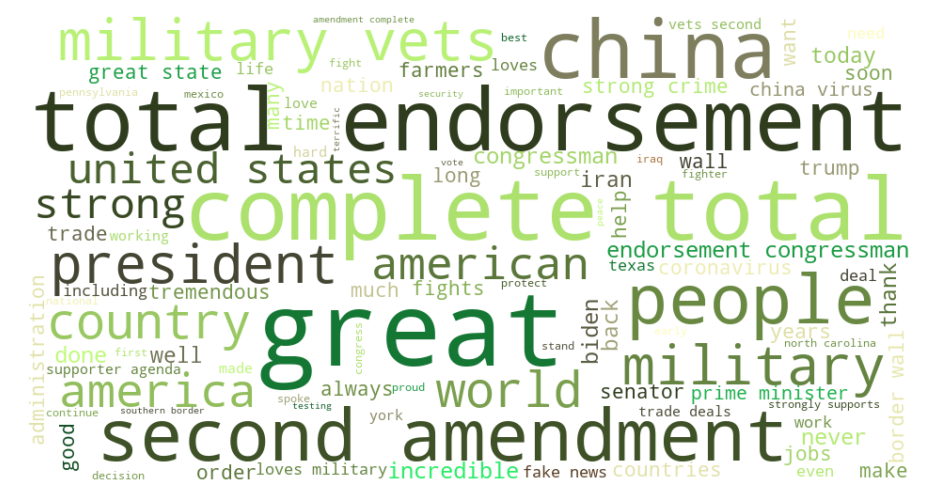 amendment complete
military vets
best
china
vets second
want
need
great state
life
fight
farmers
loves
today
soon
pennsylvania
mexico
nation
security
important
strong crime
china virus
many
love
time
terrific
total endorsement
hard
united states
congressman
vote
iraq
wall
trump
long
support
iran
fighter
strong
complete total
peace
help
trade
working
president
american
endorsement congressman
texas
coronavirus
deal
including
tremendous
much
fights
protect
biden
back
people
years
thank
administration
national
country
great
early
north carolina
done
well
first
congress
stand
supporter agenda
made
military
border wall
america
always
proud
world
senator
prime minister
spoke
testing
york
trade deals
strongly supports
continue
southern border
good
second amendment
work
never
jobs
decision
order
loves military
incredible
fake news
countries
even
make